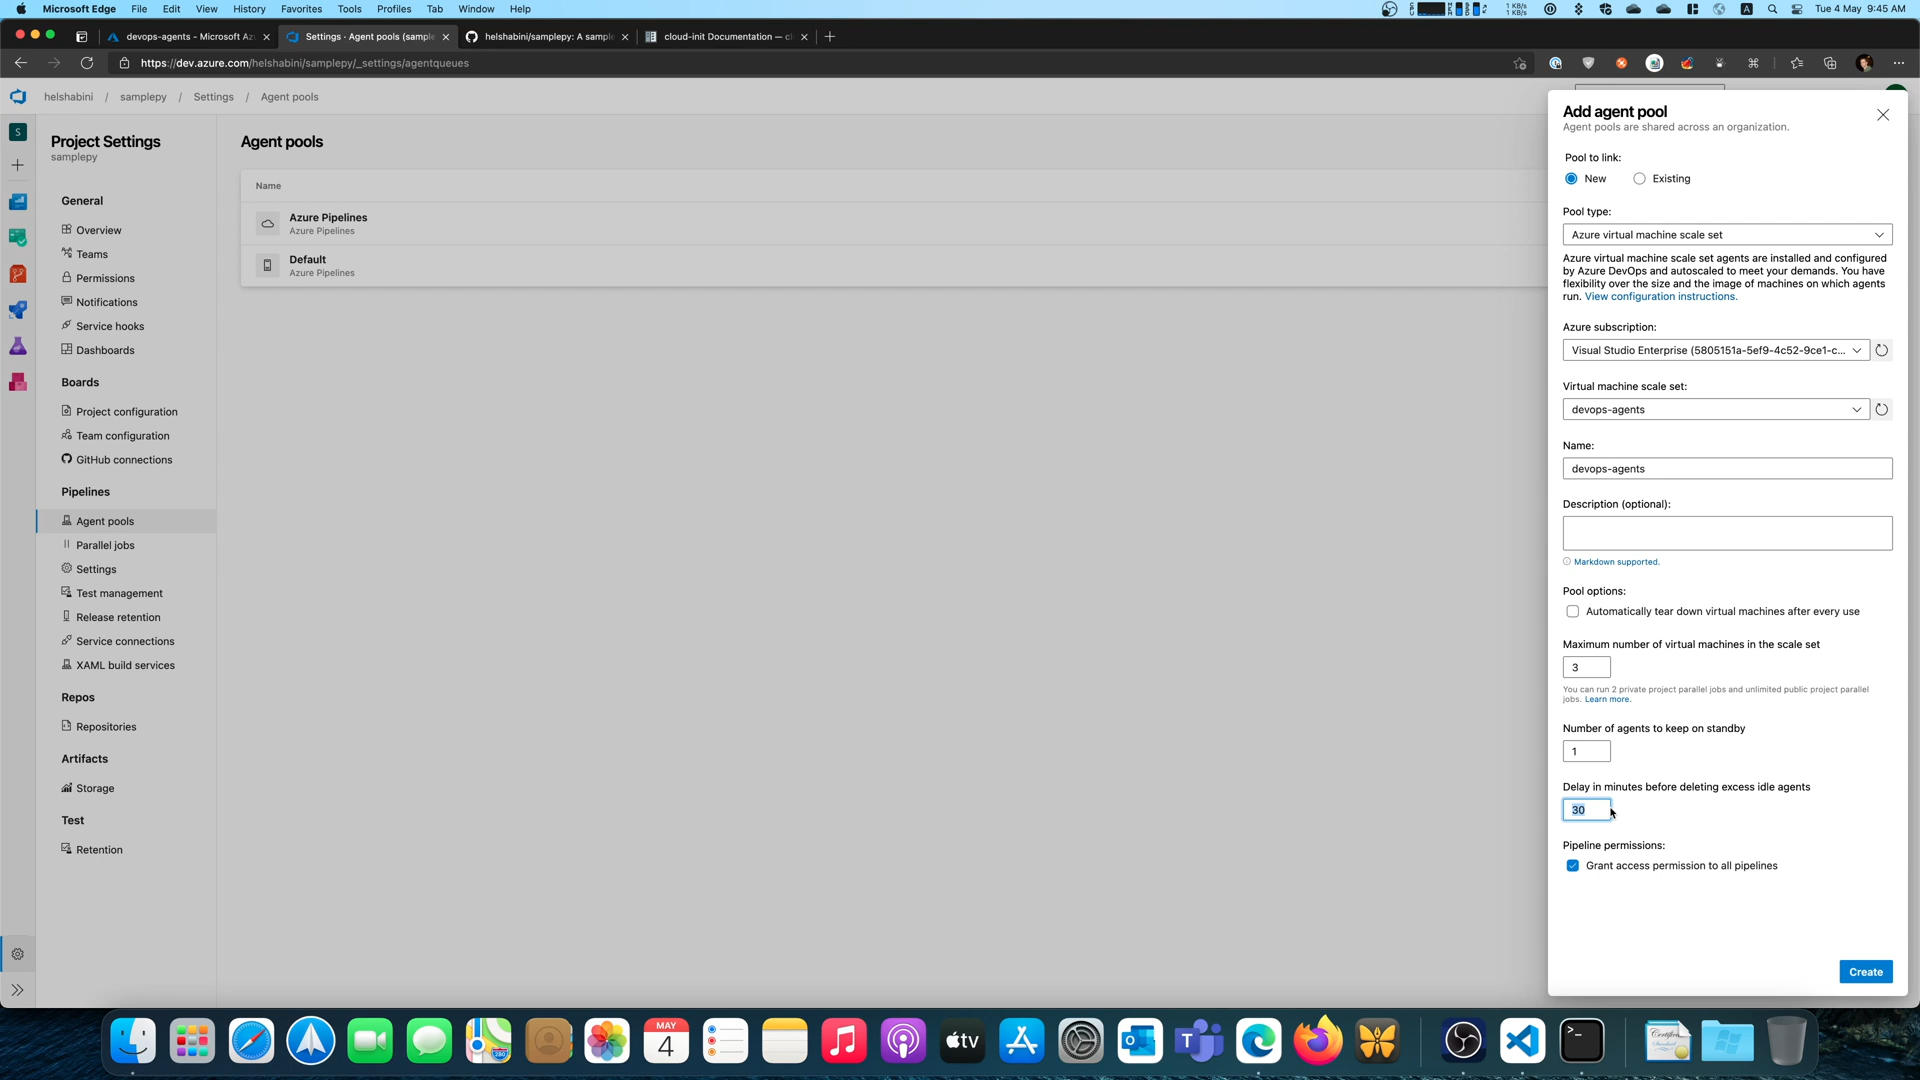 Microsoft Edge File Edit View History Favorites Tools Profiles Tab Window Help
1 KB/s
1 KB/s
Tue 4 May 9:45 AM
devops-agents - Microsoft Az
Settings - Agent pools (sample
helshabini/samplepy: A sampl
cloud-init Documentation — cl
https://dev.azure.com/helshabini/samplepy/_settings/agentqueues
helshabini / samplepy / Settings / Agent pools
S
Project Settings
samplepy
General
Overview
Teams
Permissions
Notifications
Service hooks
Dashboards
Boards
Project configuration
Team configuration
GitHub connections
Pipelines
Agent pools
Parallel jobs
Settings
Test management
Release retention
Service connections
XAML build services
Repos
Repositories
Artifacts
Storage
Test
Retention
Agent pools
Name
Azure Pipelines
Azure Pipelines
Default
Azure Pipelines
Add agent pool
Agent pools are shared across an organization.
Pool to link:
New Existing
Pool type:
Azure virtual machine scale set
Azure virtual machine scale set agents are installed and configured
by Azure DevOps and autoscaled to meet your demands. You have
flexibility over the size and the image of machines on which agents
run. View configuration instructions.
Azure subscription:
Visual Studio Enterprise (5805151a-5ef9-4c52-9ce1-c...
Virtual machine scale set:
devops-agents
Name:
devops-agents
Description (optional):
Markdown supported.
Pool options:
Automatically tear down virtual machines after every use
Maximum number of virtual machines in the scale set
3
You can run 2 private project parallel jobs and unlimited public project parallel
jobs. Learn more.
Number of agents to keep on standby
1
Delay in minutes before deleting excess idle agents
30
Pipeline permissions:
Grant access permission to all pipelines
Create
MAY
4
tv